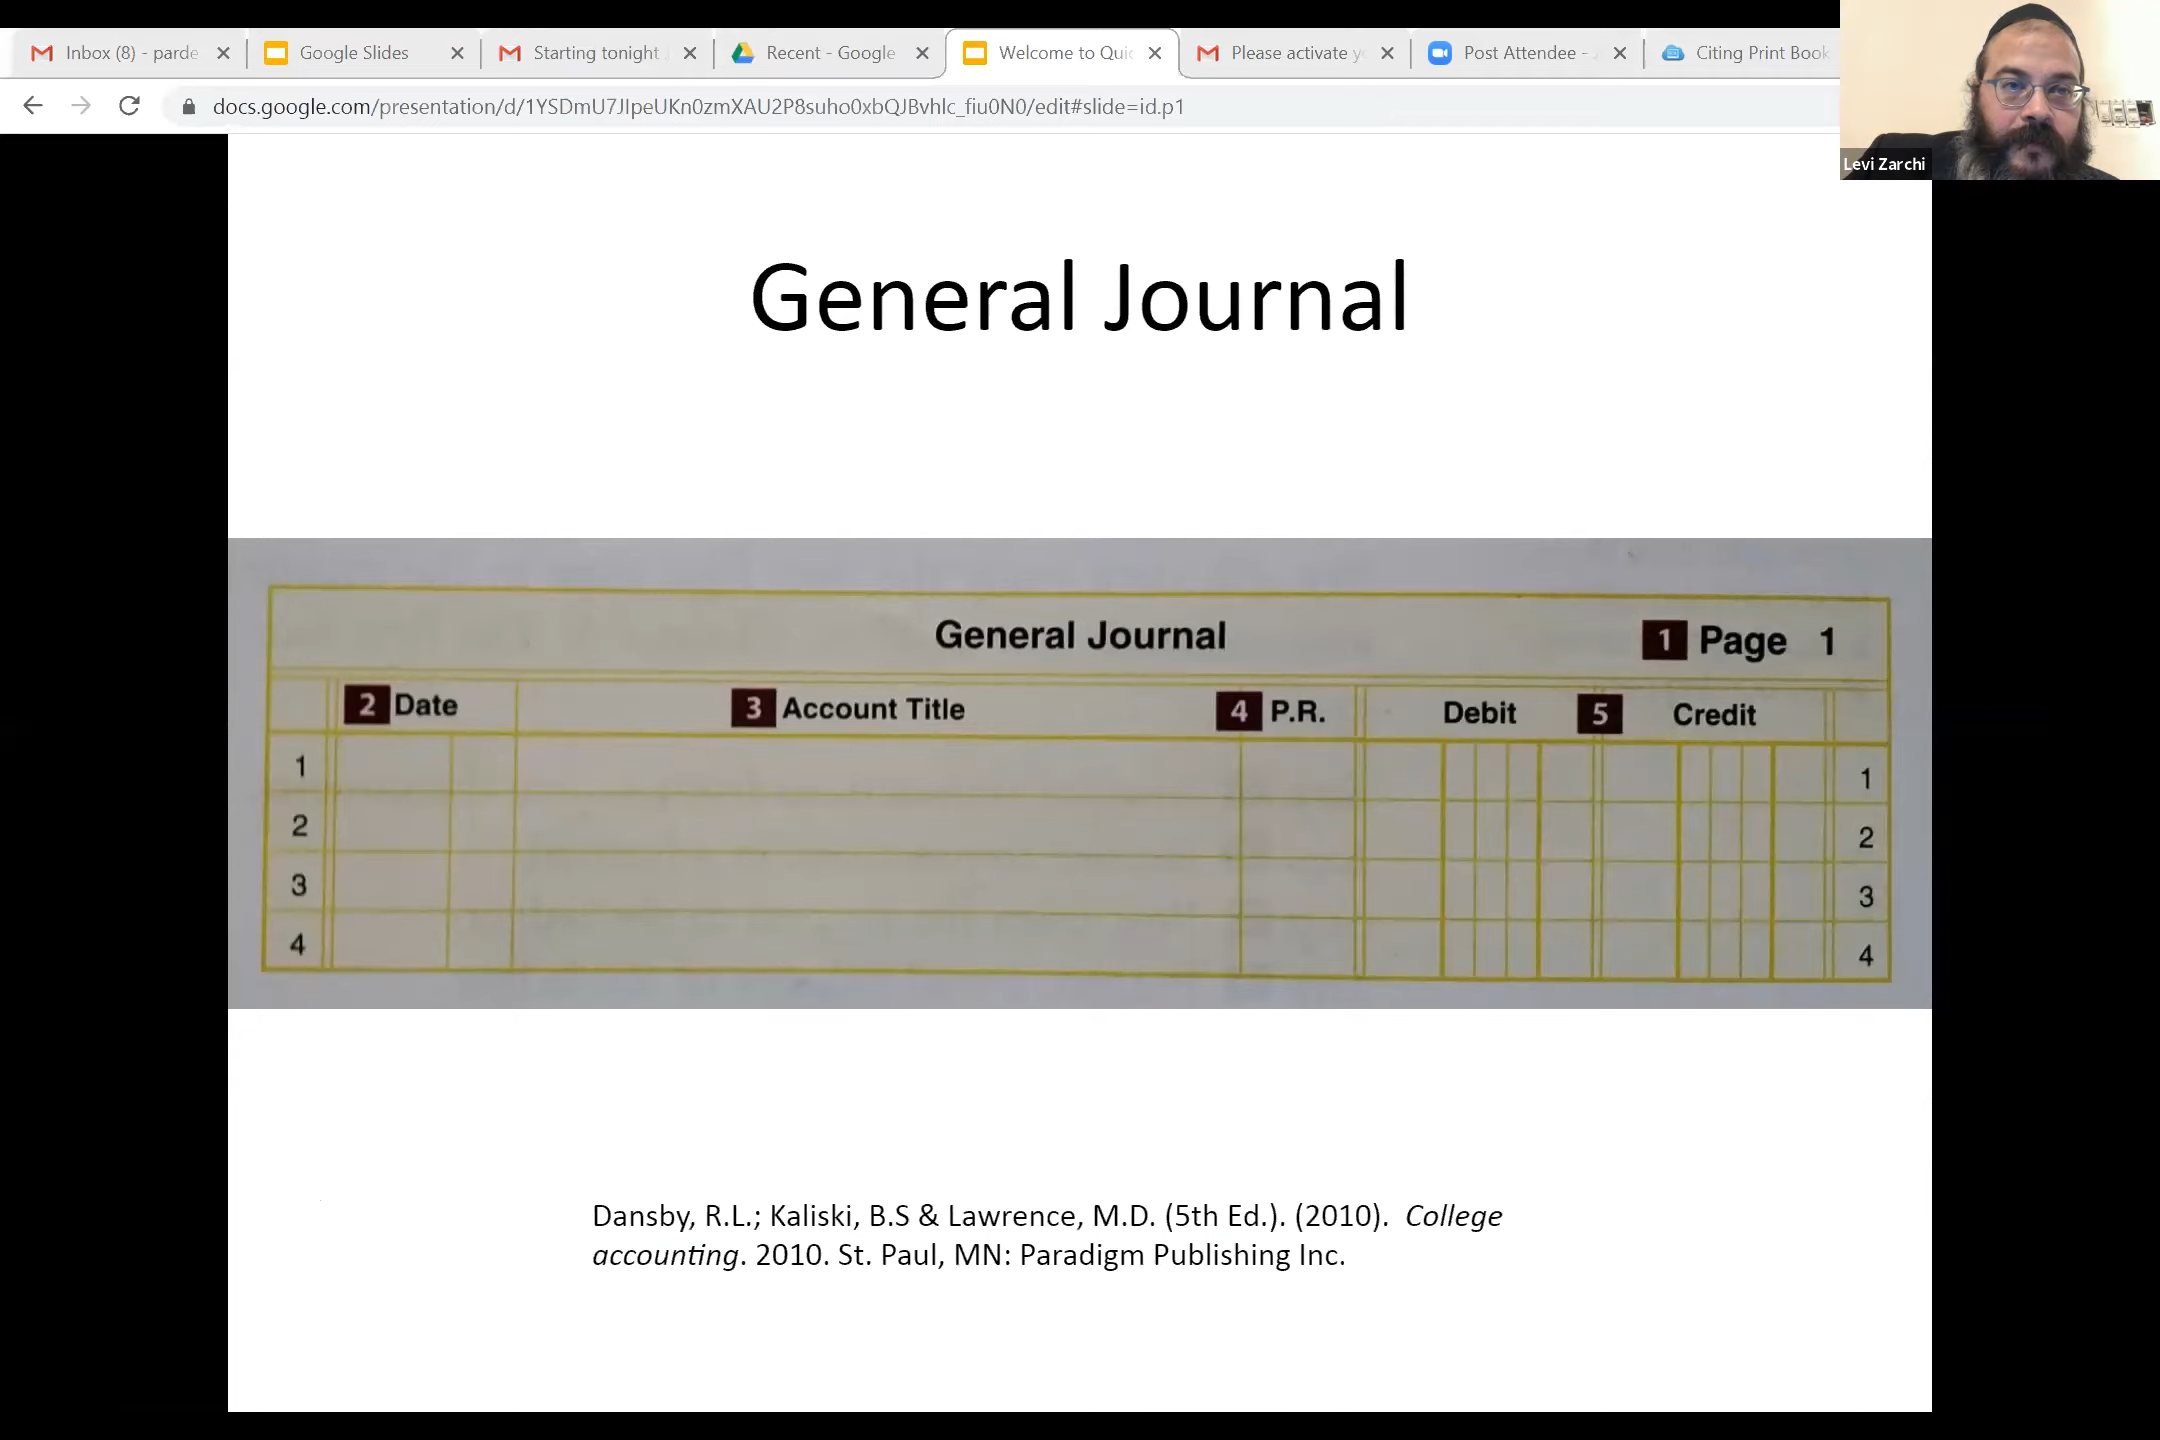 Inbox (8) - parde
Google Slides
Starting tonight
Recent - Google
Welcome to Quic
Please activate y
Post Attendee -
Citing Print Book
docs.google.com/presentation/d/1YSDmU7JIpeUKn0zmXAU2P8suho0xbQJBvhlc_fiu0N0/edit#slide=id.p1
Levi Zarchi
General Journal
General Journal 1 Page 1
2 Date 3 Account Title 4 P.R. Debit 5 Credit
1 1
2 2
3 3
4 4
Dansby, R.L.; Kaliski, B.S & Lawrence, M.D. (5th Ed.). (2010). College
accounting. 2010. St. Paul, MN: Paradigm Publishing Inc.